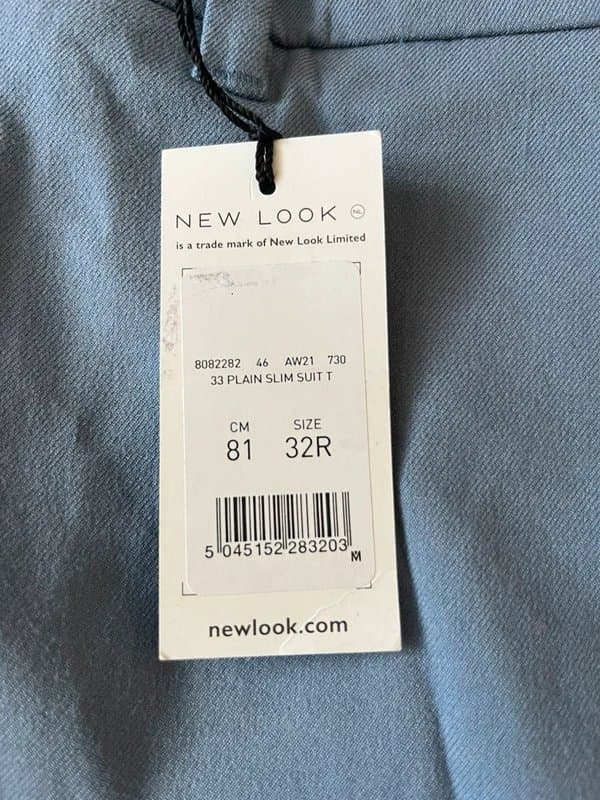 NEW LOOK NL
is a trade mark of New Look Limited
8082282 46 AW21 730
33 PLAIN SLIM SUIT T
CM SIZE
81 32R
5 045152 283203
M
newlook.com